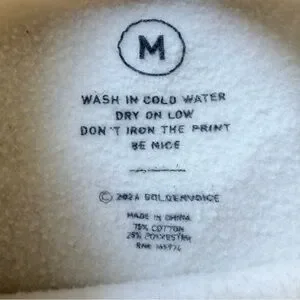 M
WASH IN COLD WATER
DRY ON LOW
DON'T IRON THE PRINT
BE NICE
© 2024 GOLDENVOICE
MADE IN CHINA
75% COTTON
25% POLYESTER
RN#